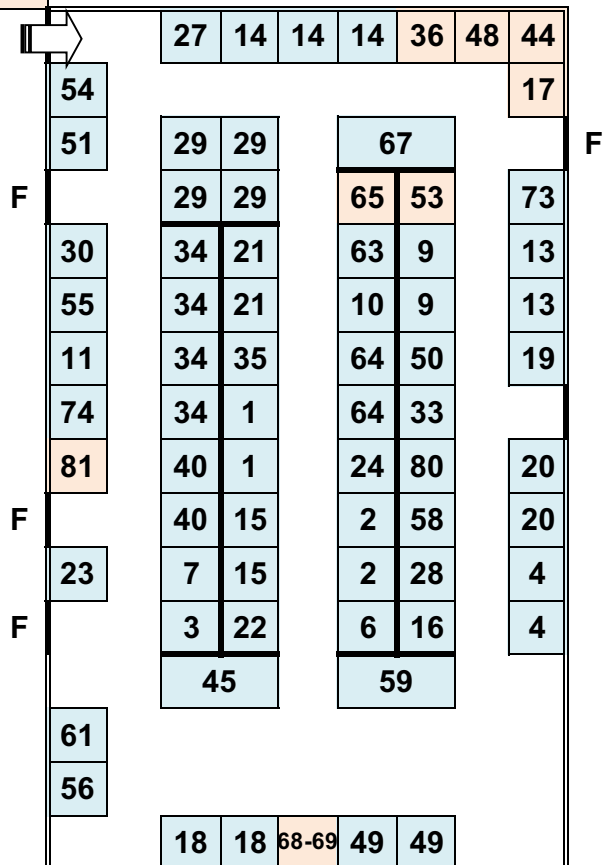 27 14 14 14 36 48 44
54 17
51 29 29 67 F
F 29 29 65 53 73
30 34 21 63 9 13
55 34 21 10 9 13
11 34 35 64 50 19
74 34 1 64 33
81 40 1 24 80 20
F 40 15 2 58 20
23 7 15 2 28 4
F 3 22 6 16 4
45 59
61
56
18 18 68-69 49 49